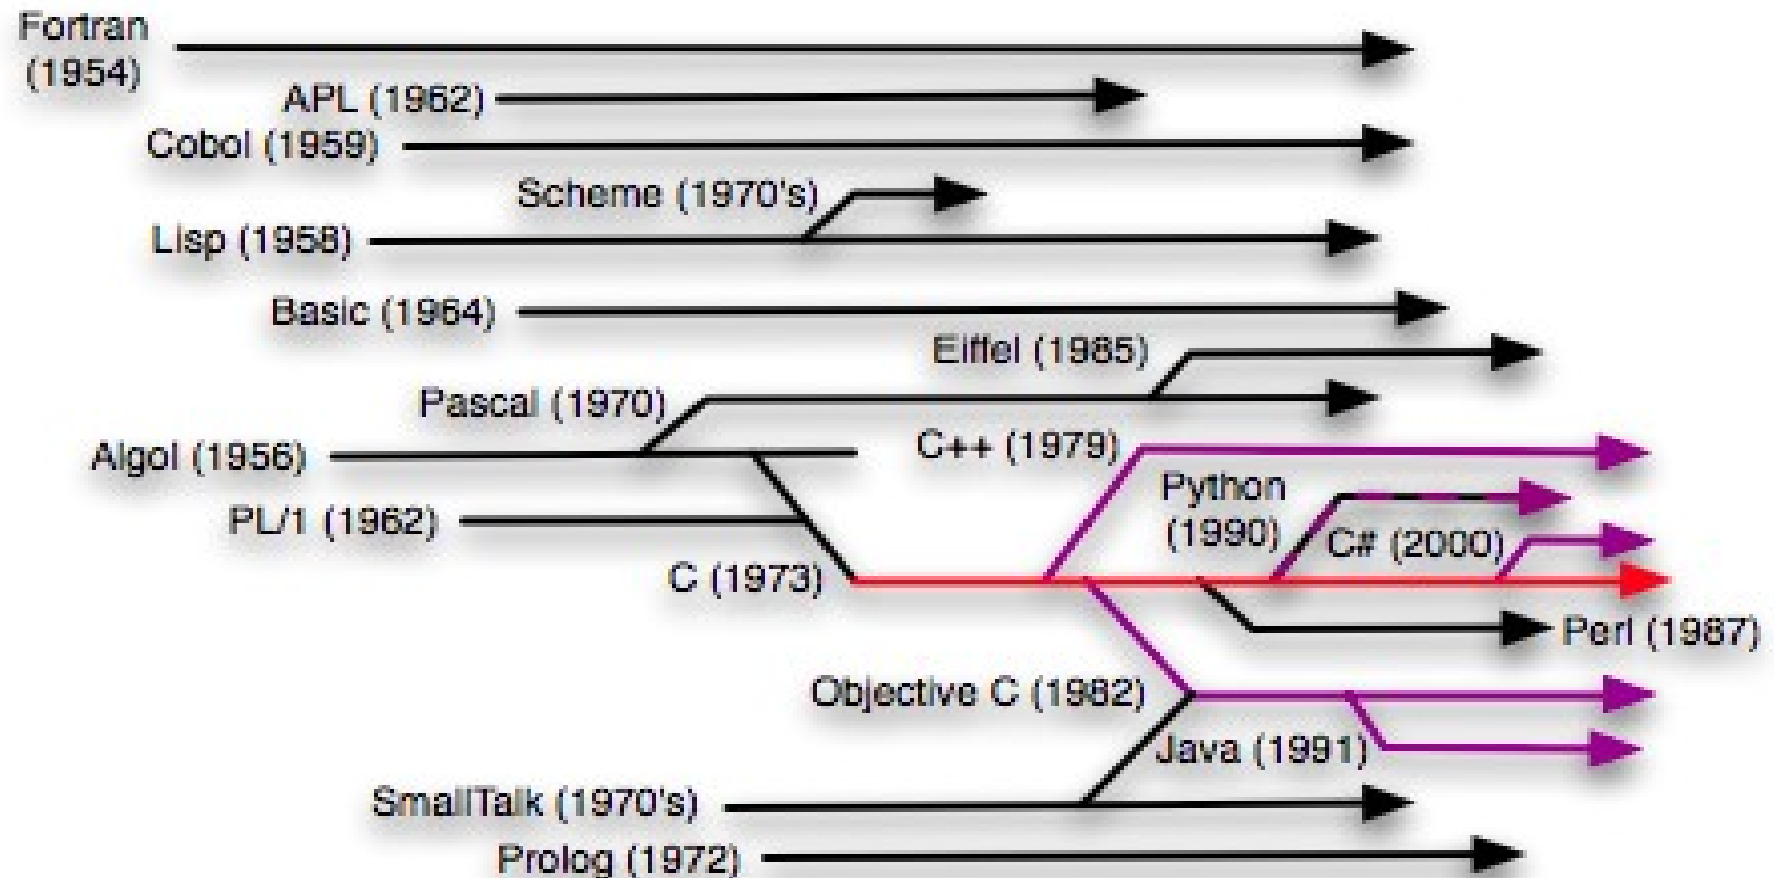 Fortran
(1954)
APL (1962)
Cobol (1959)
Scheme (1970's)
Lisp (1958)
Basic (1964)
Eiffel (1985)
Pascal (1970)
C++ (1979)
Algol (1956)
Python
(1990)
PL/1 (1962)
C# (2000)
C (1973)
Perl (1987)
Objective C (1982)
Java (1991)
SmallTalk (1970's)
Prolog (1972)